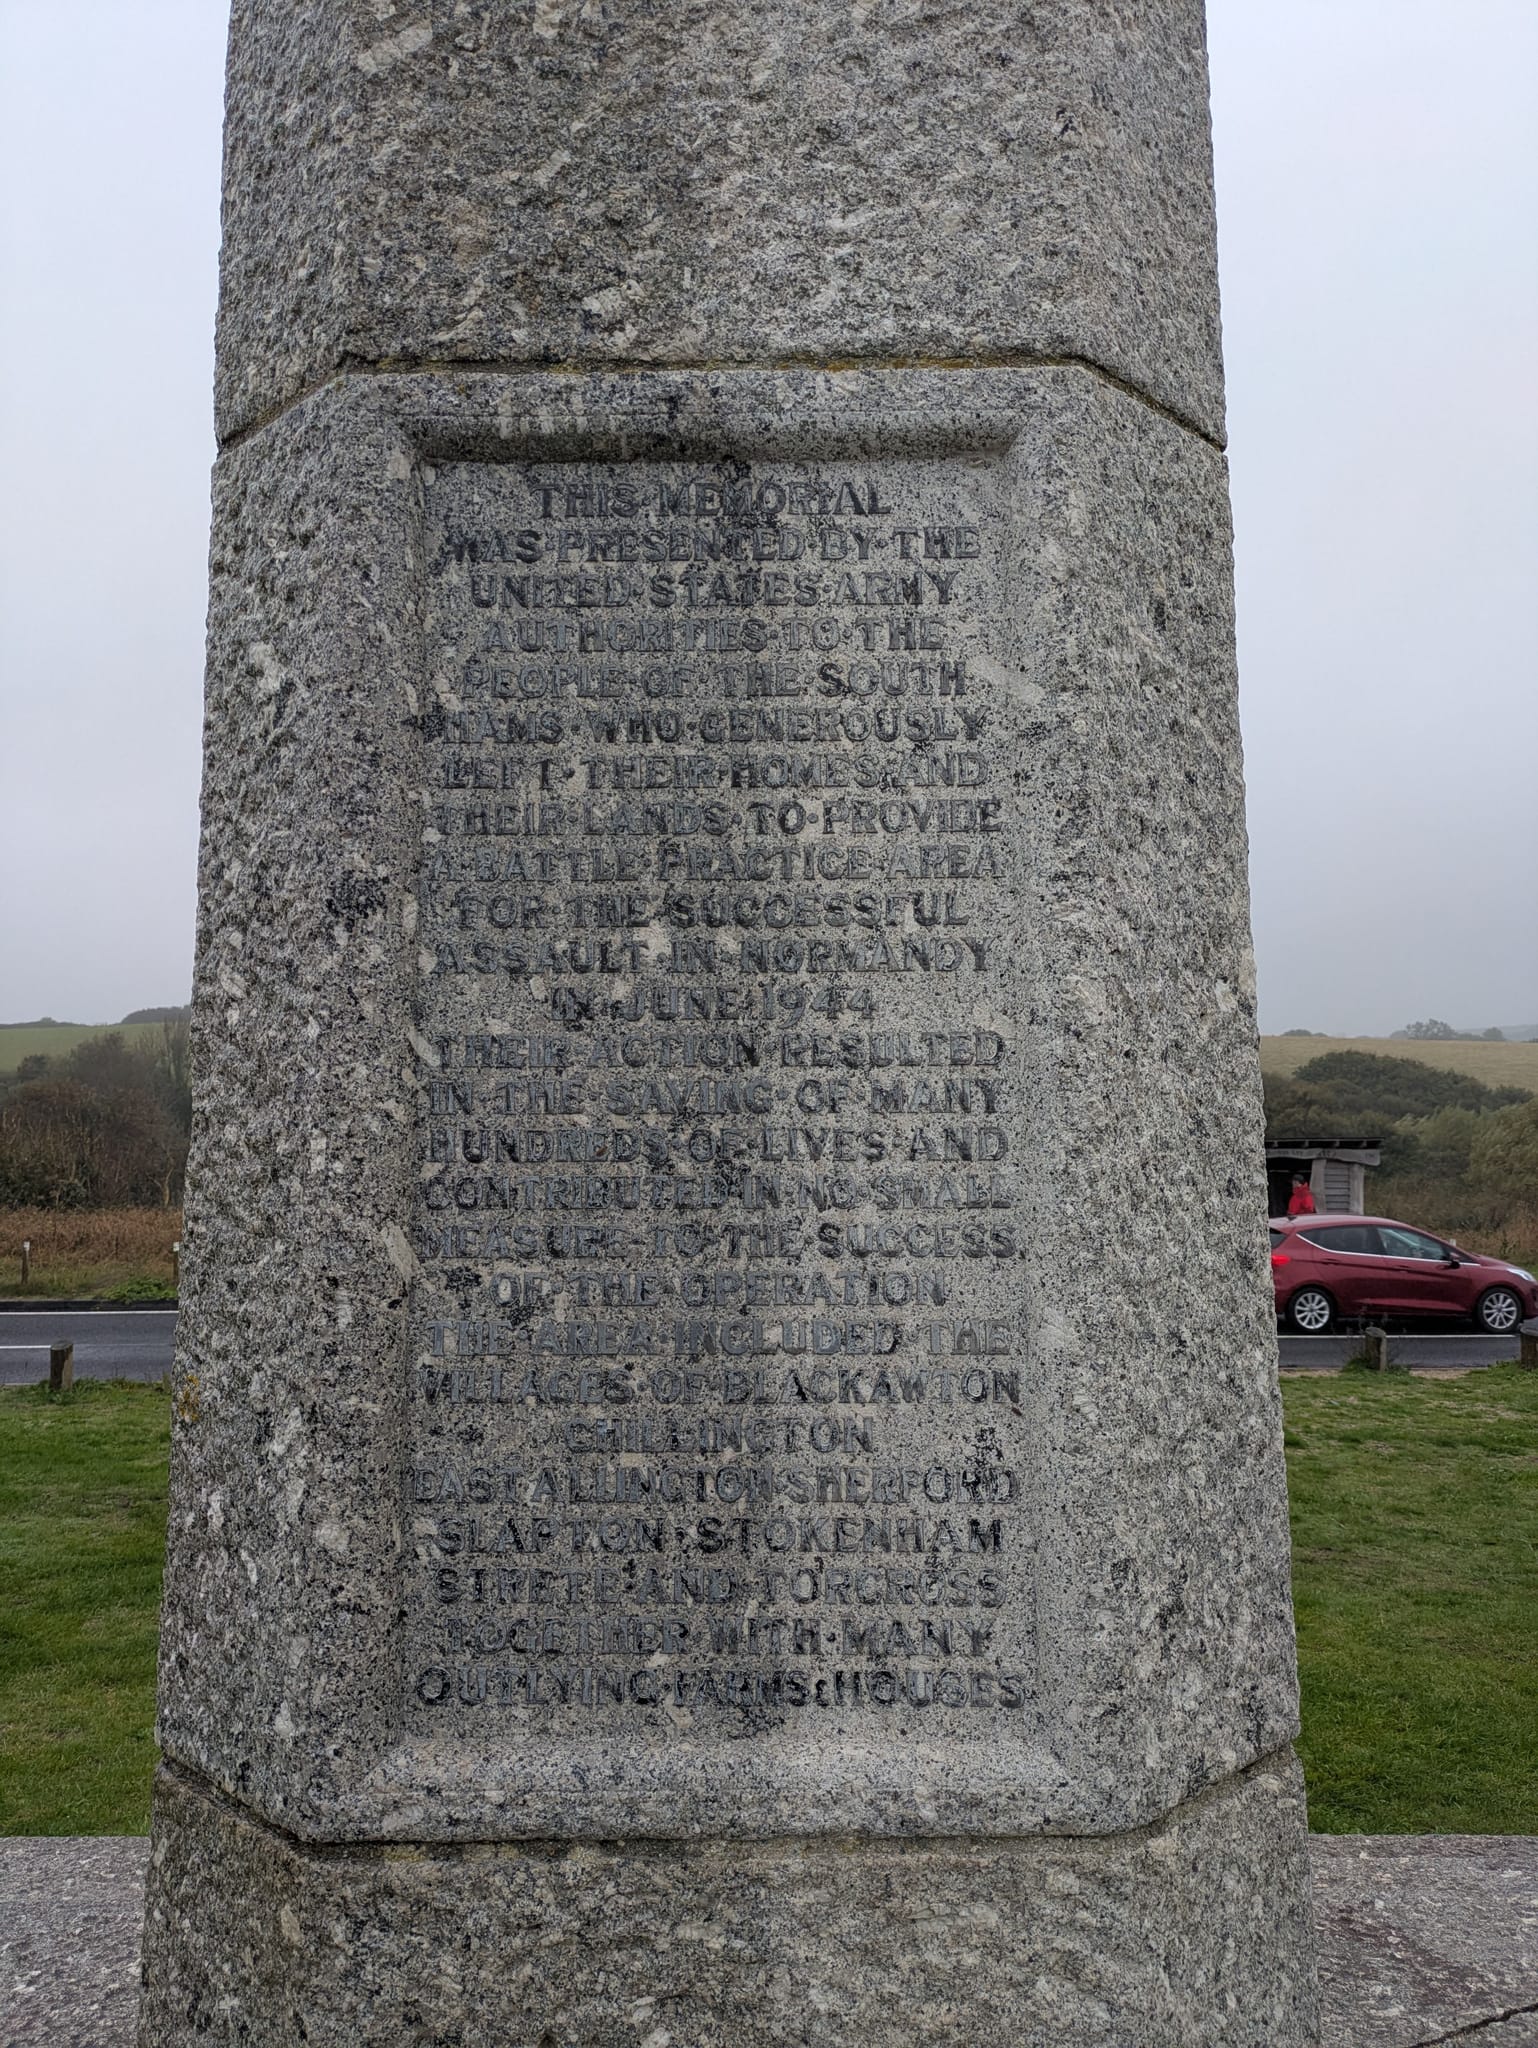 THIS·MEMORIAL
WAS·PRESENTED·BY·THE
UNITED·STATES·ARMY
AUTHORITIES·TO·THE
PEOPLE·OF·THE·SOUTH
HAMS·WHO·GENEROUSLY
LEFT·THEIR·HOMES·AND
THEIR·LANDS·TO·PROVIDE
A·BATTLE·PRACTICE·AREA
FOR·THE·SUCCESSFUL
ASSAULT·IN·NORMANDY
IN·JUNE·1944
THEIR·ACTION·RESULTED
IN·THE·SAVING·OF·MANY
HUNDREDS·OF·LIVES·AND
CONTRIBUTED·IN·NO·SMALL
MEASURE·TO·THE·SUCCESS
OF·THE·OPERATION
THE·AREA·INCLUDED·THE
VILLAGES·OF·BLACKAWTON
CHILLINGTON
EAST ALLINGTON·SHERFORD
SLAPTON·STOKENHAM
STRETE·AND·TORCROSS
TOGETHER·WITH·MANY
OUTLYING·FARMS·&·HOUSES